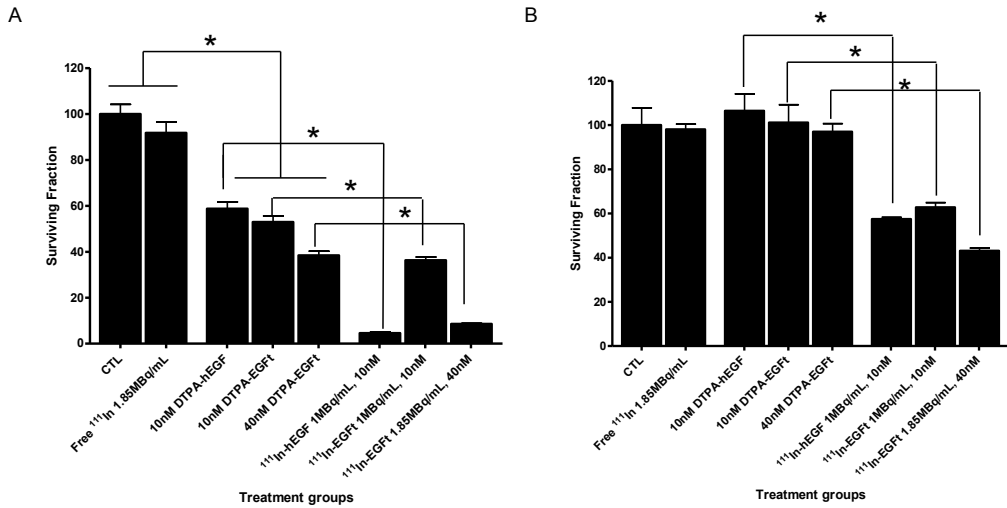 A
*
*
*
*
120
100
80
60
40
20
0
Surviving Fraction
CTL
Free ¹¹¹In 1.85MBq/mL
10nM DTPA-hEGF
10nM DTPA-EGFt
40nM DTPA-EGFt
¹¹¹In-hEGF 1MBq/mL, 10nM
¹¹¹In-EGFt 1MBq/mL, 10nM
¹¹¹In-EGFt 1.85MBq/mL, 40nM
Treatment groups
B
*
*
*
120
100
80
60
40
20
0
Surviving Fraction
CTL
Free ¹¹¹In 1.85MBq/mL
10nM DTPA-hEGF
10nM DTPA-EGFt
40nM DTPA-EGFt
¹¹¹In-hEGF 1MBq/mL, 10nM
¹¹¹In-EGFt 1MBq/mL, 10nM
¹¹¹In-EGFt 1.85MBq/mL, 40nM
Treatment groups